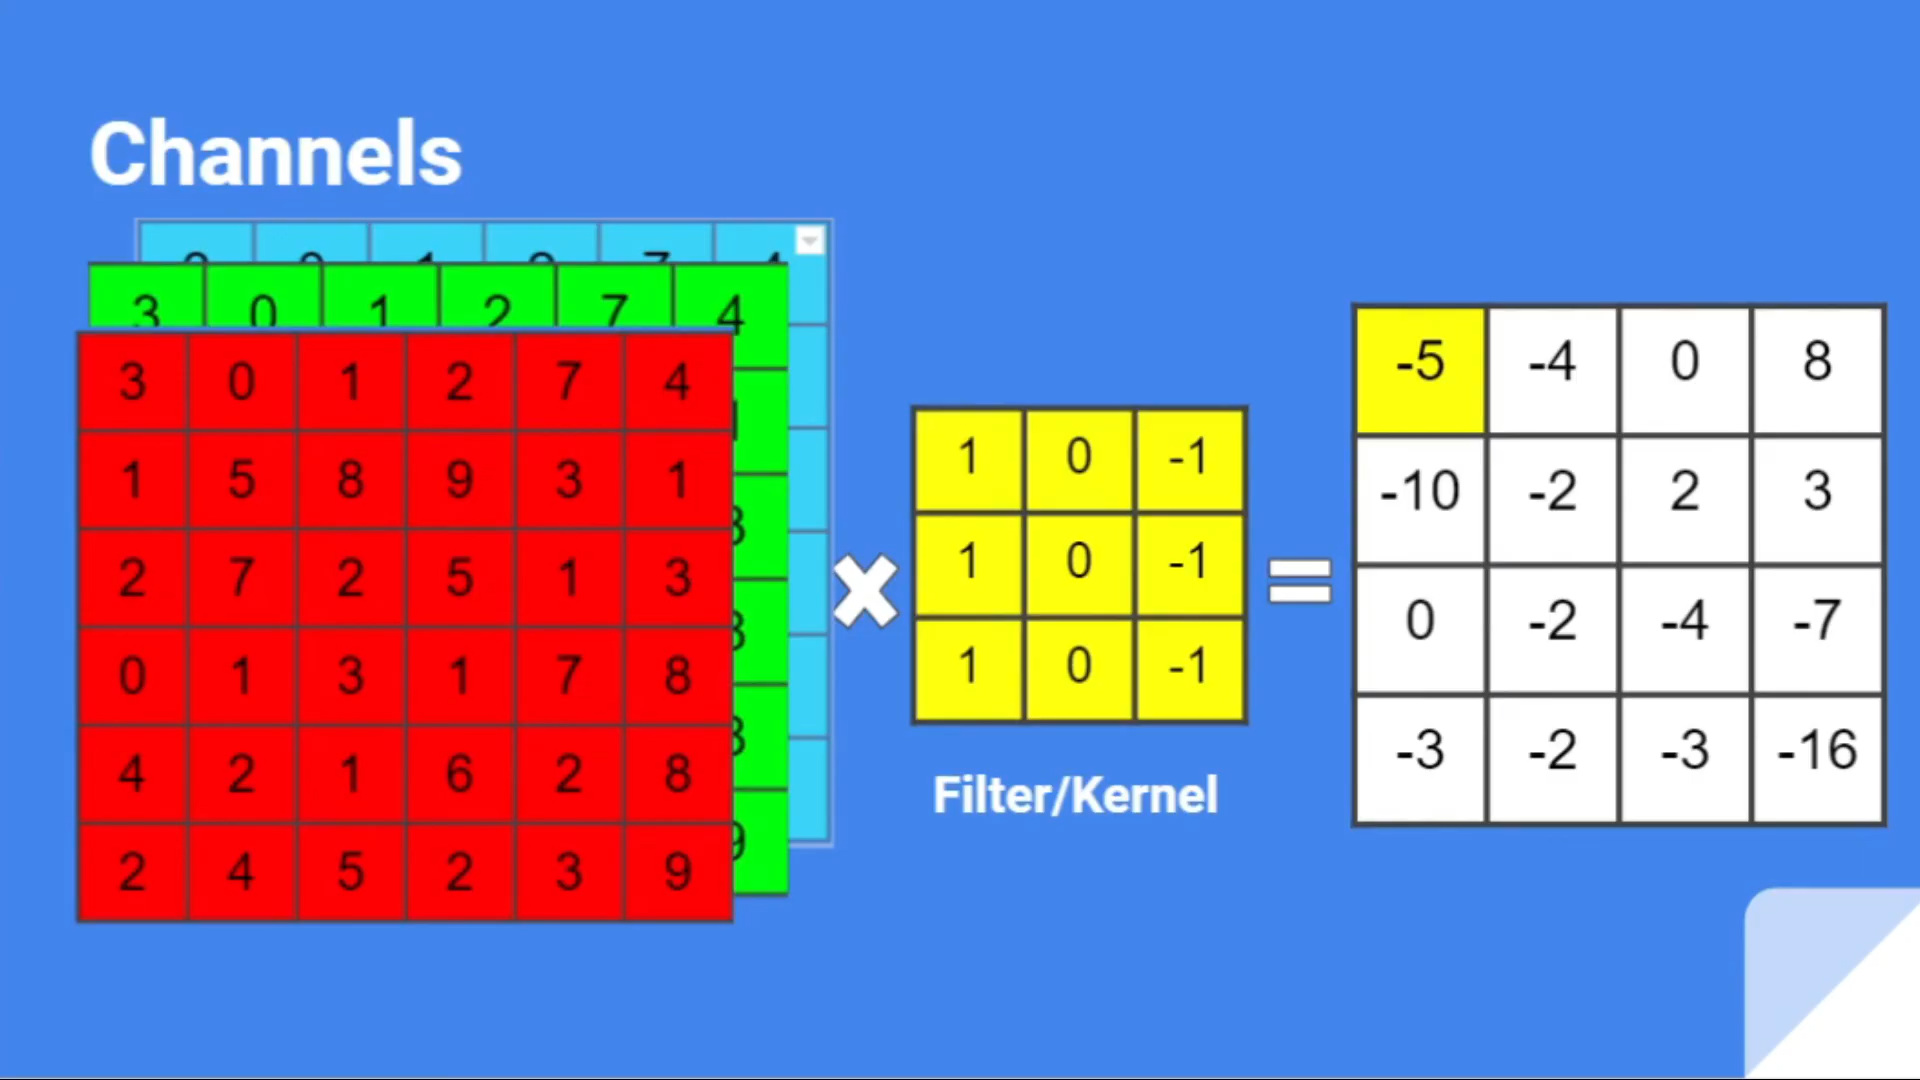 Channels
3 0 1 2 7 4
3 0 1 2 7 4
1 5 8 9 3 1
2 7 2 5 1 3
0 1 3 1 7 8
4 2 1 6 2 8
2 4 5 2 3 9
×
1 0 -1
1 0 -1
1 0 -1
Filter/Kernel
=
-5 -4 0 8
-10 -2 2 3
0 -2 -4 -7
-3 -2 -3 -16